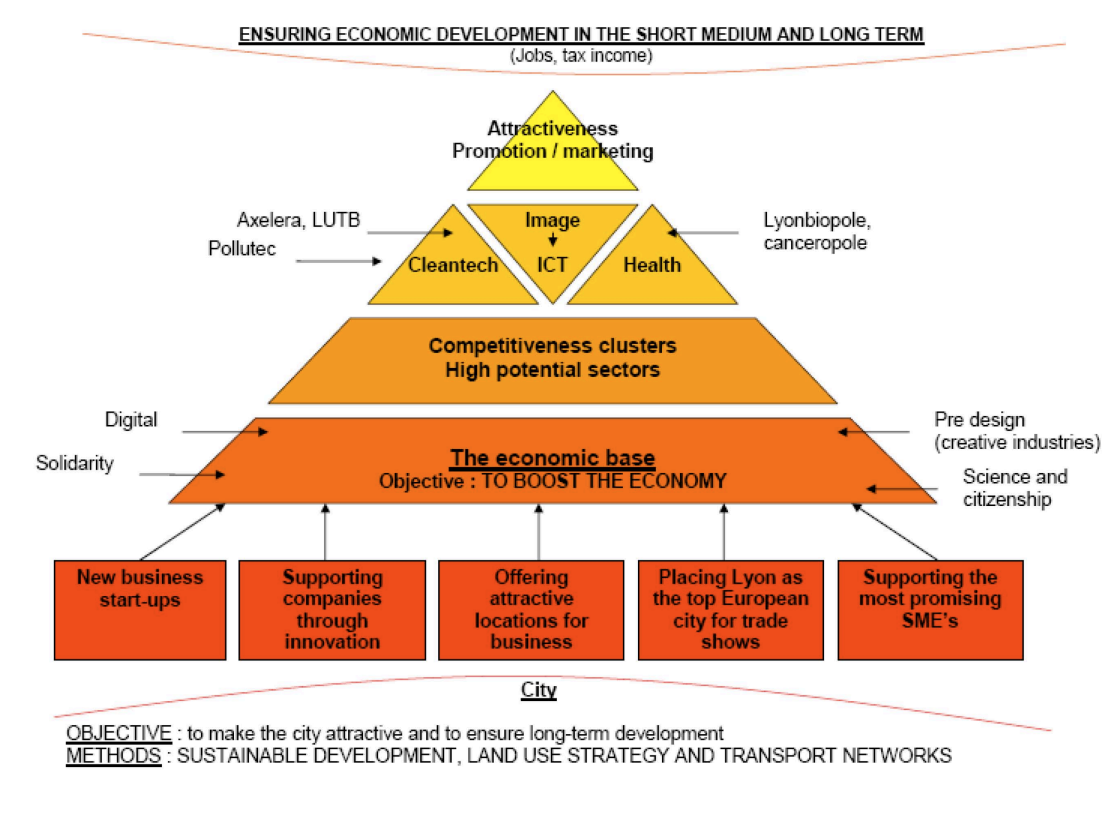 ENSURING ECONOMIC DEVELOPMENT IN THE SHORT MEDIUM AND LONG TERM
(Jobs, tax income)
Attractiveness
Promotion / marketing
Axelera, LUTB
Pollutec
Image
Cleantech
ICT
Health
Lyonbiopole,
canceropole
Competitiveness clusters
High potential sectors
Digital
Solidarity
Pre design
(creative industries)
Science and
citizenship
The economic base
Objective : TO BOOST THE ECONOMY
New business
start-ups
Supporting
companies
through
innovation
Offering
attractive
locations for
business
Placing Lyon as
the top European
city for trade
shows
Supporting the
most promising
SME's
City
OBJECTIVE : to make the city attractive and to ensure long-term development
METHODS : SUSTAINABLE DEVELOPMENT, LAND USE STRATEGY AND TRANSPORT NETWORKS